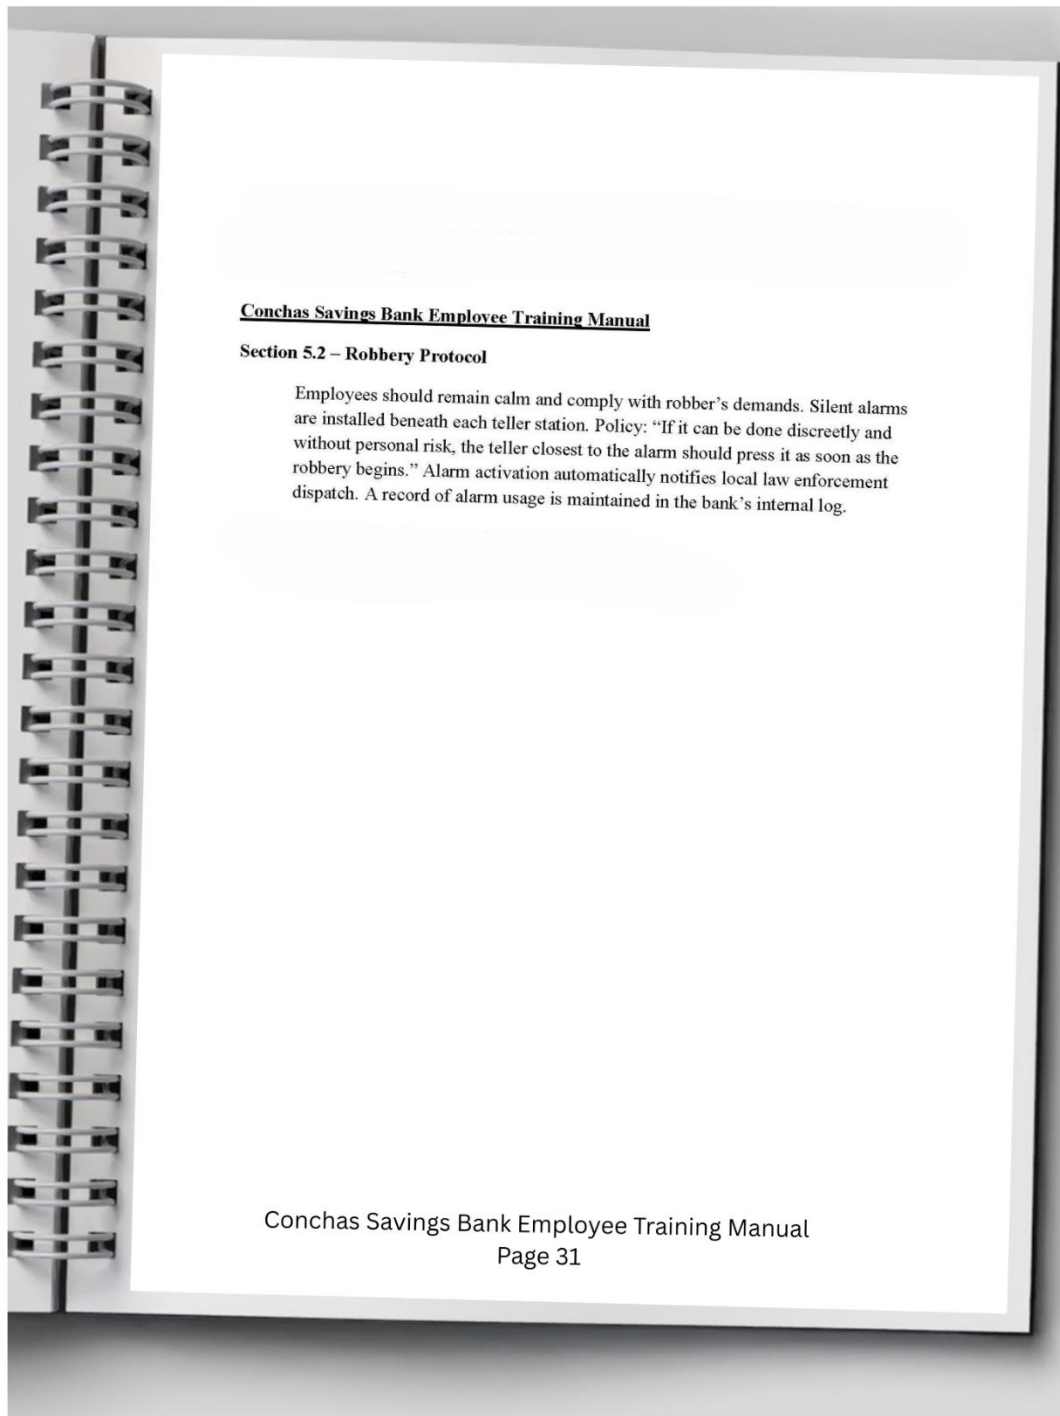 Conchas Savings Bank Employee Training Manual
Section 5.2 – Robbery Protocol
Employees should remain calm and comply with robber’s demands. Silent alarms
are installed beneath each teller station. Policy: “If it can be done discreetly and
without personal risk, the teller closest to the alarm should press it as soon as the
robbery begins.” Alarm activation automatically notifies local law enforcement
dispatch. A record of alarm usage is maintained in the bank’s internal log.
Conchas Savings Bank Employee Training Manual
Page 31